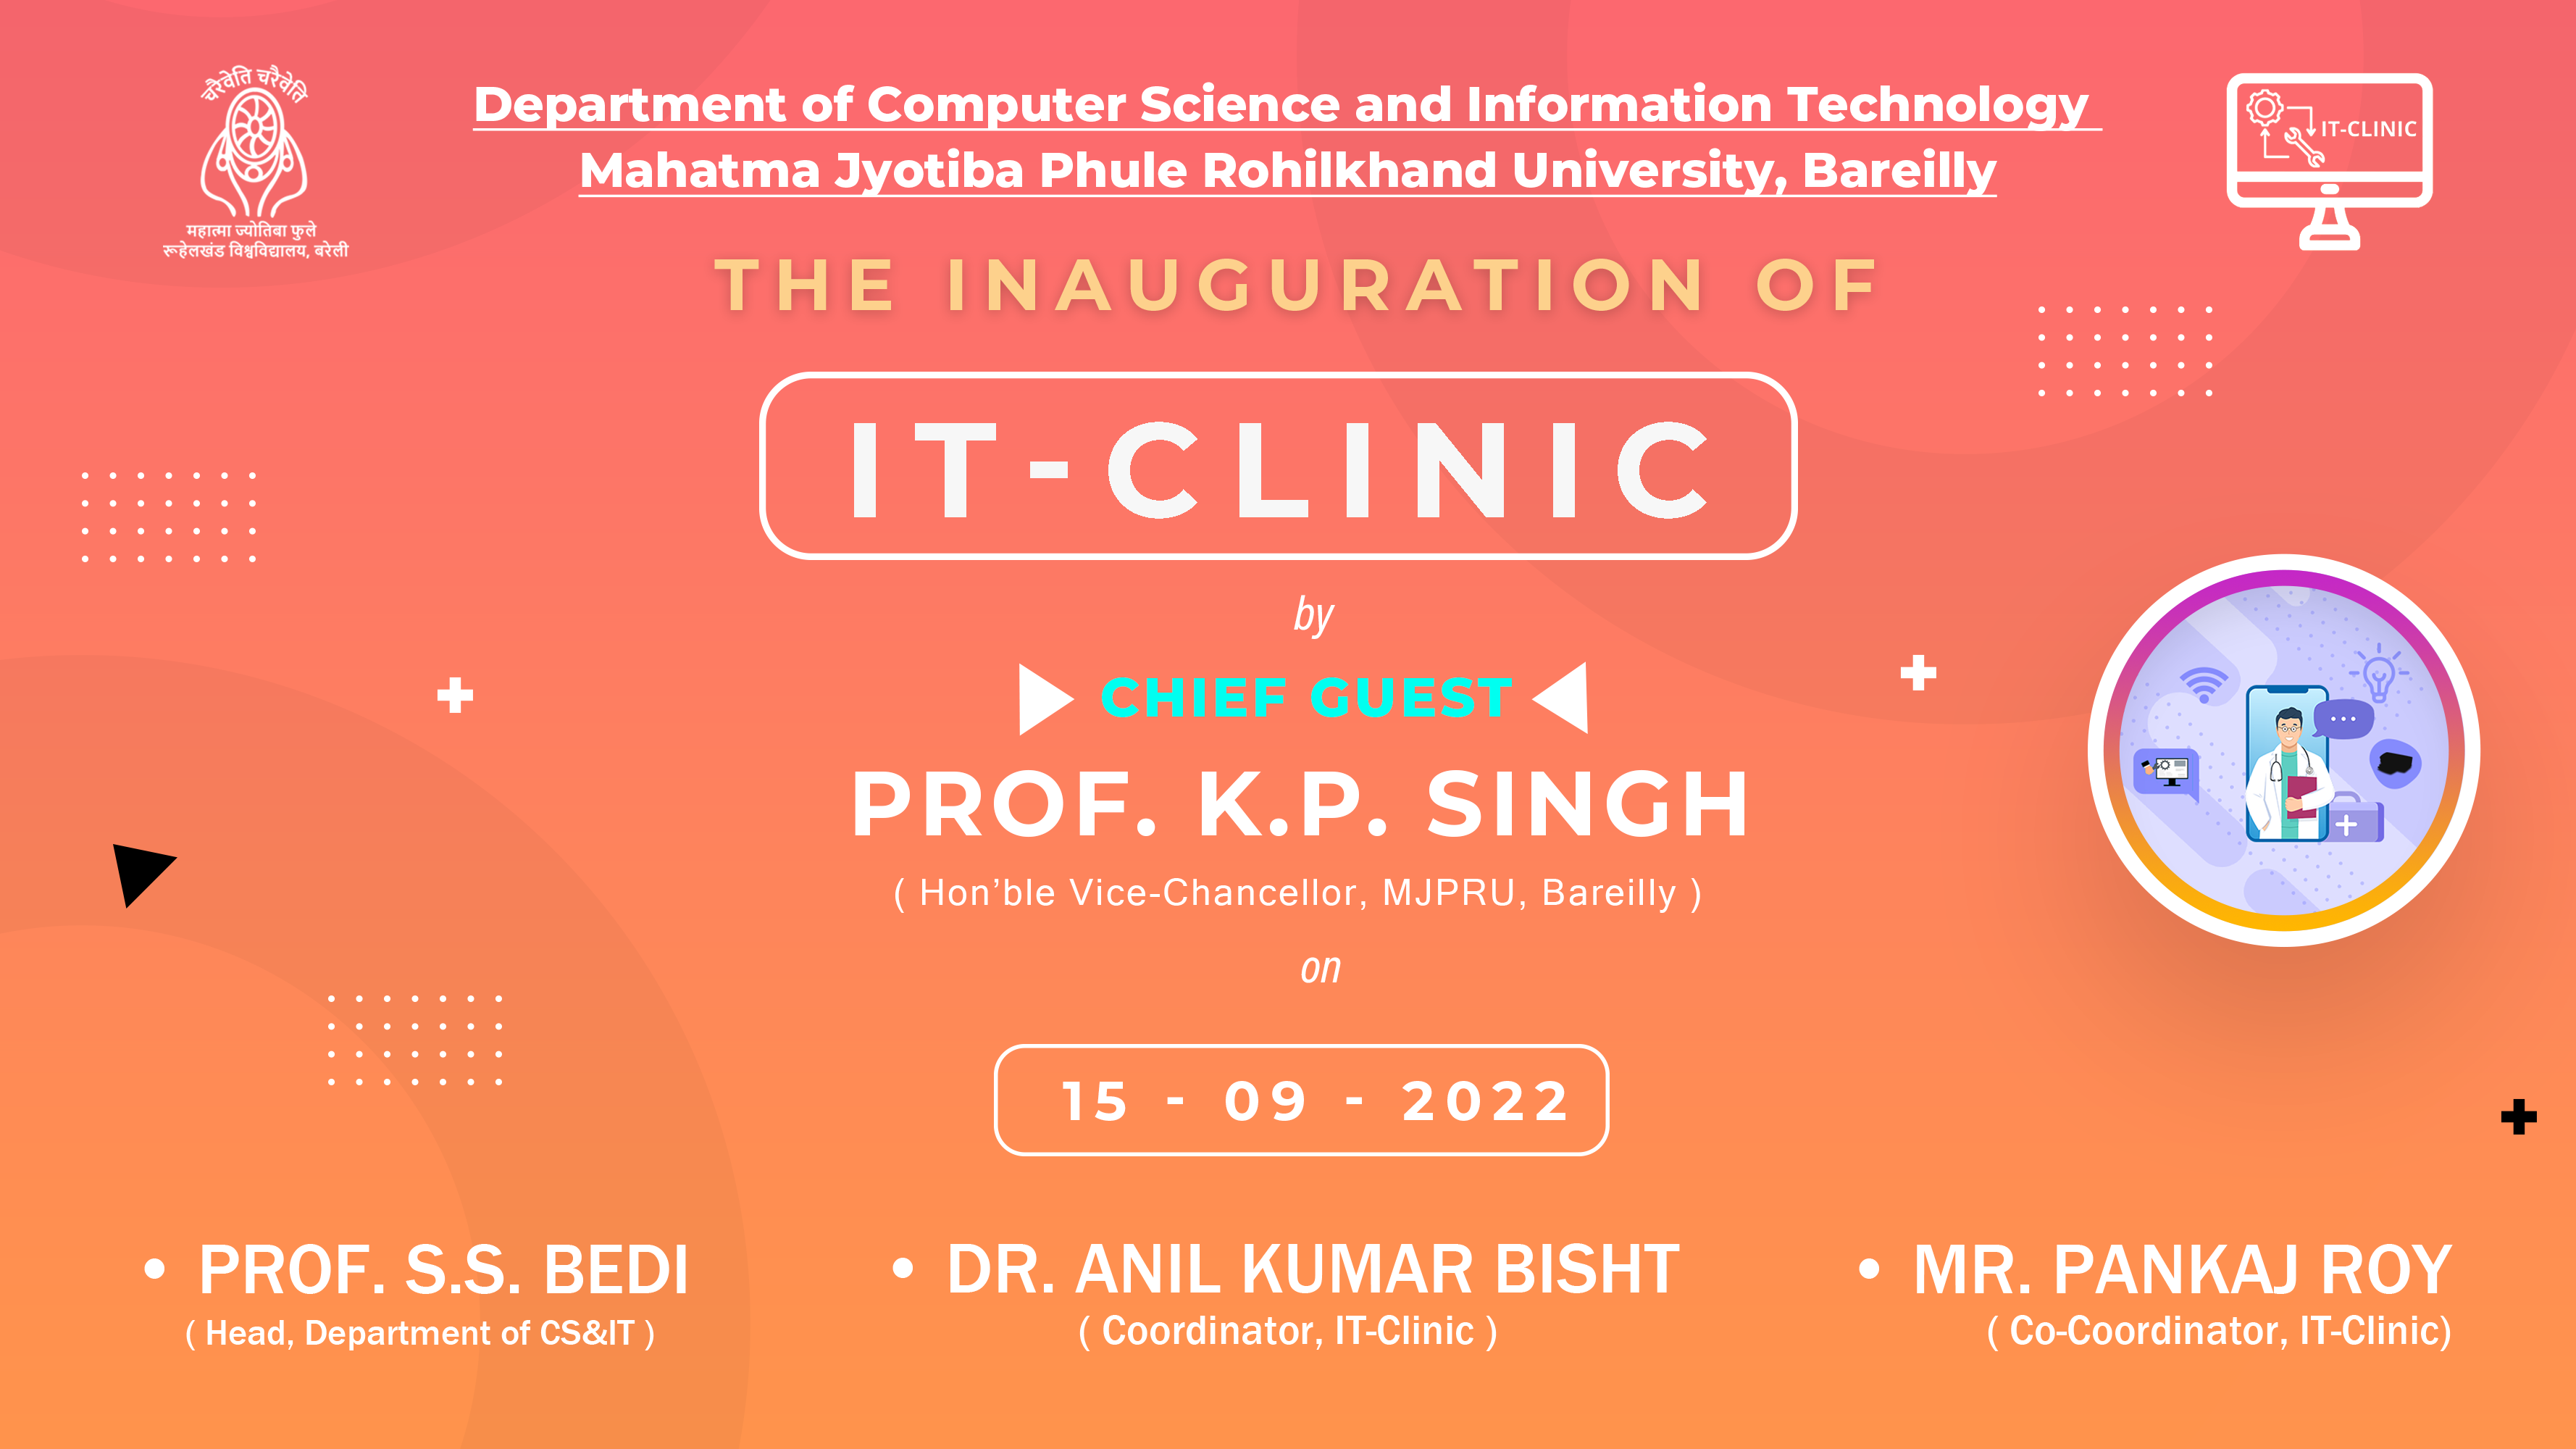 चरैवेति चरैवेति
महात्मा ज्योतिबा फुले
रूहेलखंड विश्वविद्यालय, बरेली
Department of Computer Science and Information Technology
Mahatma Jyotiba Phule Rohilkhand University, Bareilly
IT-CLINIC
THE INAUGURATION OF
IT-CLINIC
by
CHIEF GUEST
PROF. K.P. SINGH
( Hon’ble Vice-Chancellor, MJPRU, Bareilly )
on
15 - 09 - 2022
• PROF. S.S. BEDI
( Head, Department of CS&IT )
• DR. ANIL KUMAR BISHT
( Coordinator, IT-Clinic )
• MR. PANKAJ ROY
( Co-Coordinator, IT-Clinic)